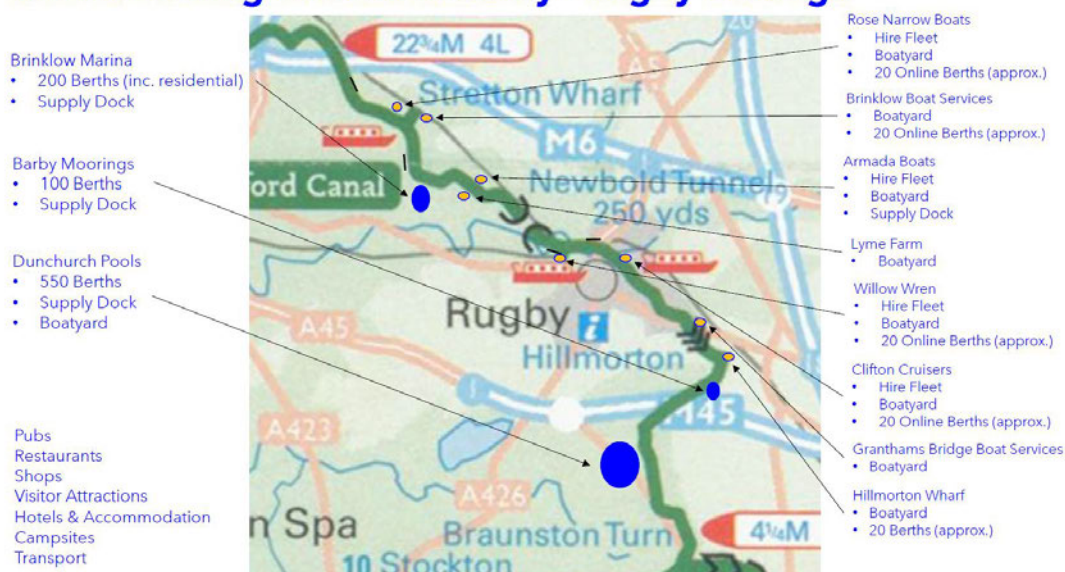 Brinklow Marina
• 200 Berths (inc. residential)
• Supply Dock
Barby Moorings
• 100 Berths
• Supply Dock
Dunchurch Pools
• 550 Berths
• Supply Dock
• Boatyard
Pubs
Restaurants
Shops
Visitor Attractions
Hotels & Accommodation
Campsites
Transport
22¾M 4L
A5
20
Stretton Wharf
M6
ford Canal
Newbold Tunnel
250 yds
19
Rugby i
Hillmorton
A45
M45
A423
A426
n Spa
Braunston Turn
4¼M
10 Stockton
Rose Narrow Boats
• Hire Fleet
• Boatyard
• 20 Online Berths (approx.)
Brinklow Boat Services
• Boatyard
• 20 Online Berths (approx.)
Armada Boats
• Hire Fleet
• Boatyard
• Supply Dock
Lyme Farm
• Boatyard
Willow Wren
• Hire Fleet
• Boatyard
• 20 Online Berths (approx.)
Clifton Cruisers
• Hire Fleet
• Boatyard
• 20 Online Berths (approx.)
Granthams Bridge Boat Services
• Boatyard
Hillmorton Wharf
• Boatyard
• 20 Berths (approx.)